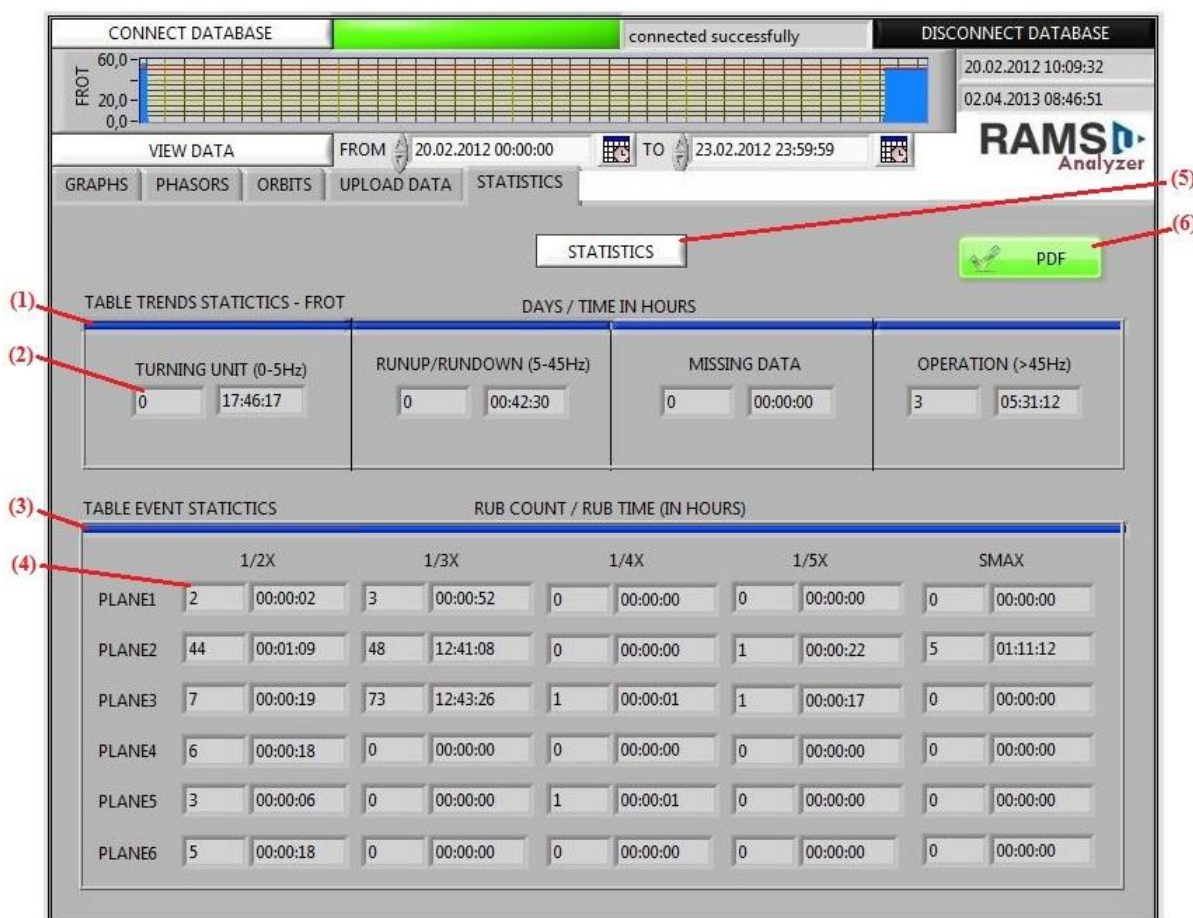 CONNECT DATABASE connected successfully DISCONNECT DATABASE
60,0
20,0
0,0
FROT
20.02.2012 10:09:32
02.04.2013 08:46:51
VIEW DATA FROM 20.02.2012 00:00:00 TO 23.02.2012 23:59:59
RAMS
Analyzer
GRAPHS PHASORS ORBITS UPLOAD DATA STATISTICS
(5)
(6)
STATISTICS PDF
(1)
TABLE TRENDS STATICTICS - FROT DAYS / TIME IN HOURS
(2)
TURNING UNIT (0-5Hz) RUNUP/RUNDOWN (5-45Hz) MISSING DATA OPERATION (>45Hz)
0 17:46:17 0 00:42:30 0 00:00:00 3 05:31:12
(3)
TABLE EVENT STATICTICS RUB COUNT / RUB TIME (IN HOURS)
(4)
1/2X 1/3X 1/4X 1/5X SMAX
PLANE1 2 00:00:02 3 00:00:52 0 00:00:00 0 00:00:00 0 00:00:00
PLANE2 44 00:01:09 48 12:41:08 0 00:00:00 1 00:00:22 5 01:11:12
PLANE3 7 00:00:19 73 12:43:26 1 00:00:01 1 00:00:17 0 00:00:00
PLANE4 6 00:00:18 0 00:00:00 0 00:00:00 0 00:00:00 0 00:00:00
PLANE5 3 00:00:06 0 00:00:00 1 00:00:01 0 00:00:00 0 00:00:00
PLANE6 5 00:00:18 0 00:00:00 0 00:00:00 0 00:00:00 0 00:00:00